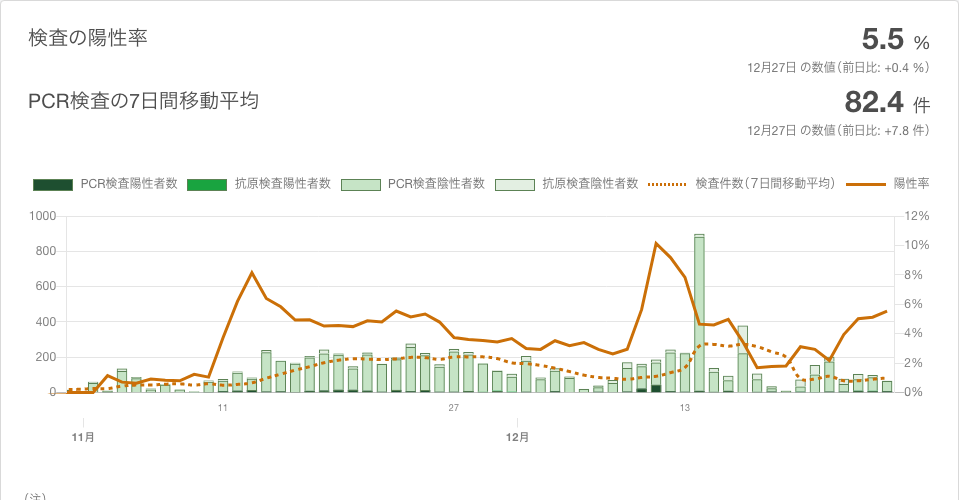 検査の陽性率
5.5 %
12月27日 の数値（前日比: +0.4 %）
PCR検査の7日間移動平均
82.4 件
12月27日 の数値（前日比: +7.8 件）
PCR検査陽性者数 抗原検査陽性者数 PCR検査陰性者数 抗原検査陰性者数 検査件数（７日間移動平均） 陽性率
1000 12%
10%
800
8%
600
6%
400
4%
200
2%
0 0%
11 27 13
11月 12月
（注）